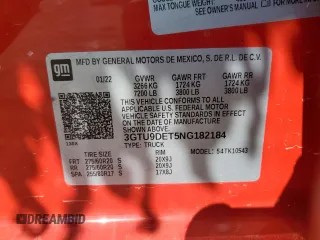 MAX TONGUE WEIGHT
SEE OWNER'S MANUAL
gm
MFD BY GENERAL MOTORS DE MEXICO, S. DE R.L. DE C.V.
01/22 GVWR GAWR FRT GAWR RR
3266 KG 1724 KG 1724 KG
7200 LB 3800 LB 3800 LB
THIS VEHICLE CONFORMS TO ALL
APPLICABLE U.S. FEDERAL MOTOR
VEHICLE SAFETY STANDARDS IN
EFFECT ON THE DATE OF MANUFACTURE
SHOWN ABOVE.
3GTU9DET5NG182184
TYPE: TRUCK
TIRE RIM MODEL: 54TK10543
FRT 275/60R20 S 20X9J
RR 275/60R20 S 20X9J
SPA 255/80R17 S 17X8J